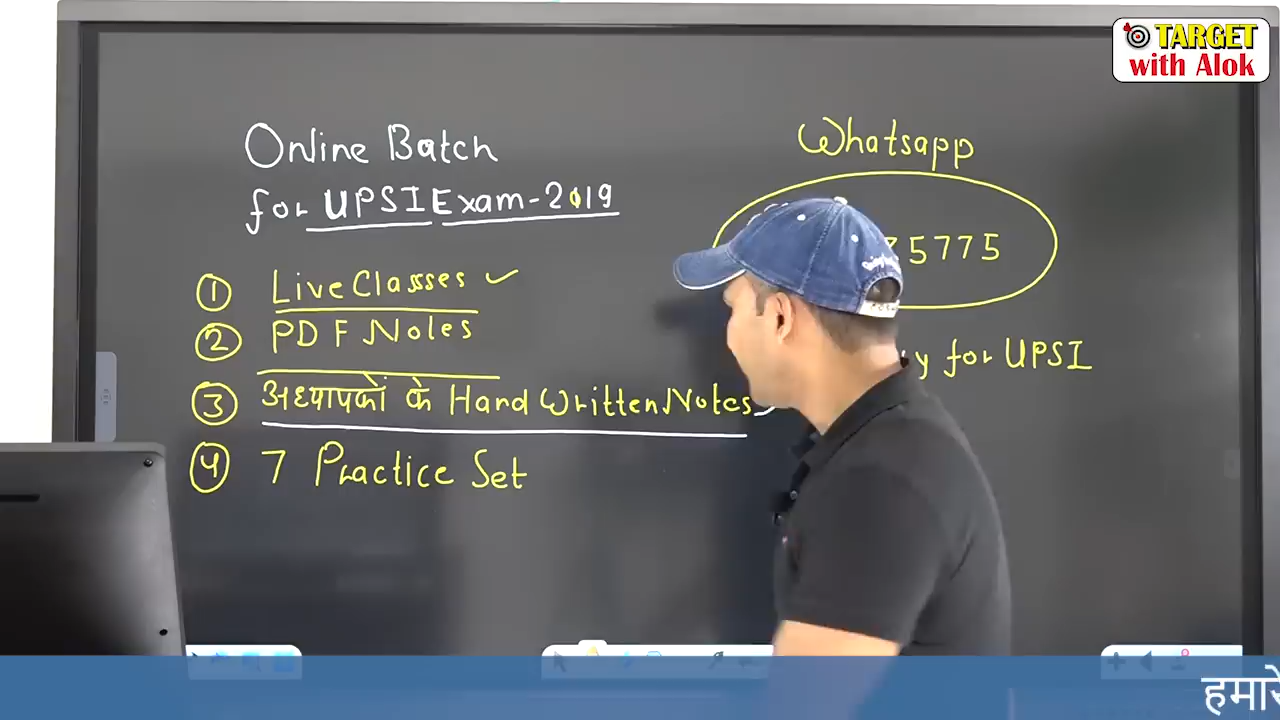 TARGET
with Alok
Online Batch
for UPSI Exam-2019
① Live Classses ✓
② PDF Notes
③ अध्यापकों के Hand Written Notes
④ 7 Practice Set
Whatsapp
5775
for UPSI
हमारे